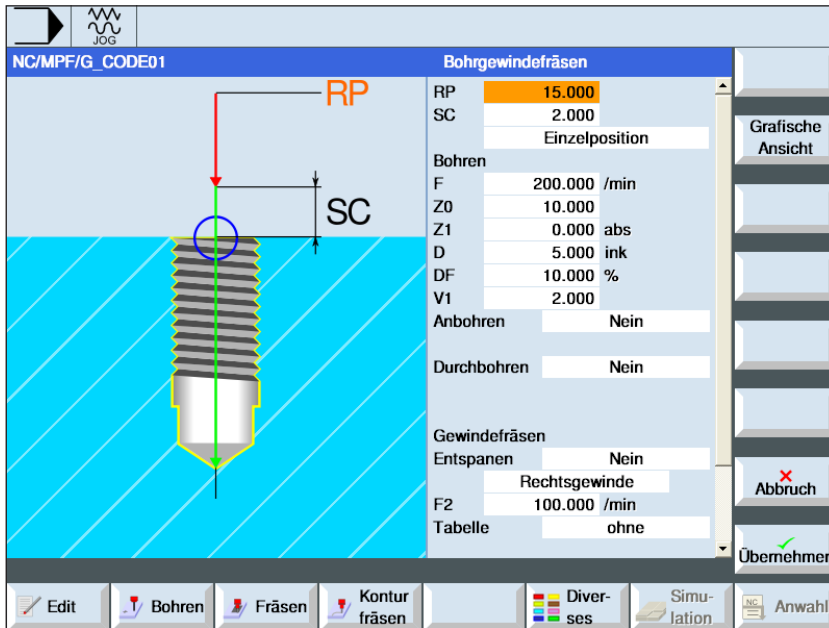 JOG
NC/MPF/G_CODE01
Bohrgewindefräsen
RP
SC
RP 15.000
SC 2.000
Einzelposition
Bohren
F 200.000 /min
Z0 10.000
Z1 0.000 abs
D 5.000 ink
DF 10.000 %
V1 2.000
Anbohren Nein
Durchbohren Nein
Gewindefräsen
Entspanen Nein
Rechtsgewinde
F2 100.000 /min
Tabelle ohne
Grafische
Ansicht
Abbruch
Übernehmen
Edit
Bohren
Fräsen
Kontur
fräsen
Diver-
ses
Simu-
lation
NC
Anwahl